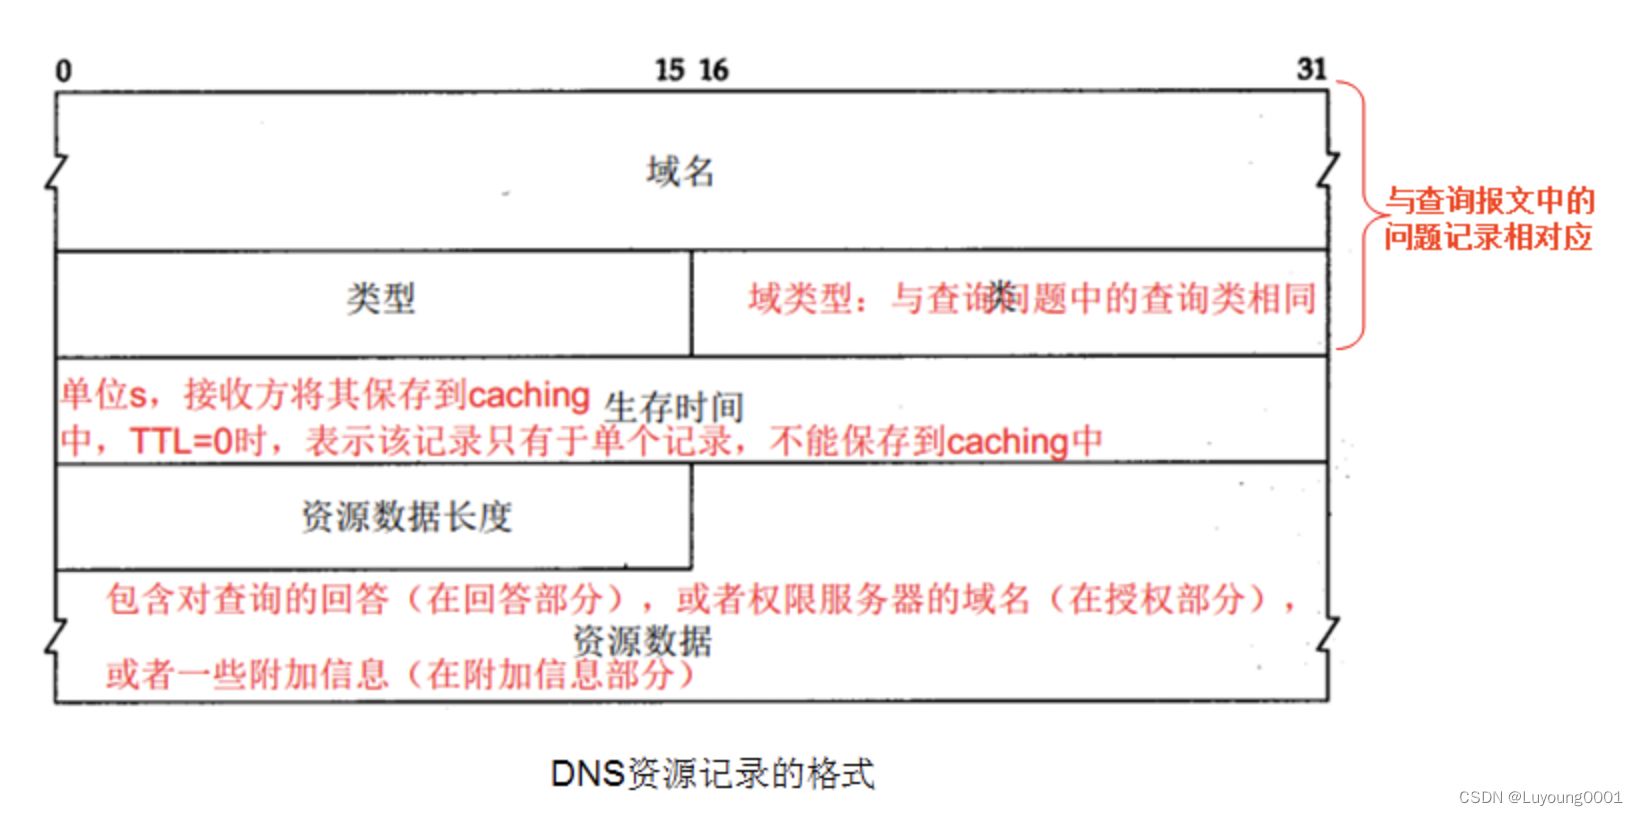 0 15 16 31
域名
与查询报文中的
问题记录相对应
类型
域类型：与查询问题中的查询类相同
类
单位s，接收方将其保存到caching
生存时间
中，TTL=0时，表示该记录只有于单个记录，不能保存到caching中
资源数据长度
包含对查询的回答（在回答部分），或者权限服务器的域名（在授权部分），
资源数据
或者一些附加信息（在附加信息部分）
DNS资源记录的格式
CSDN @Luyoung0001